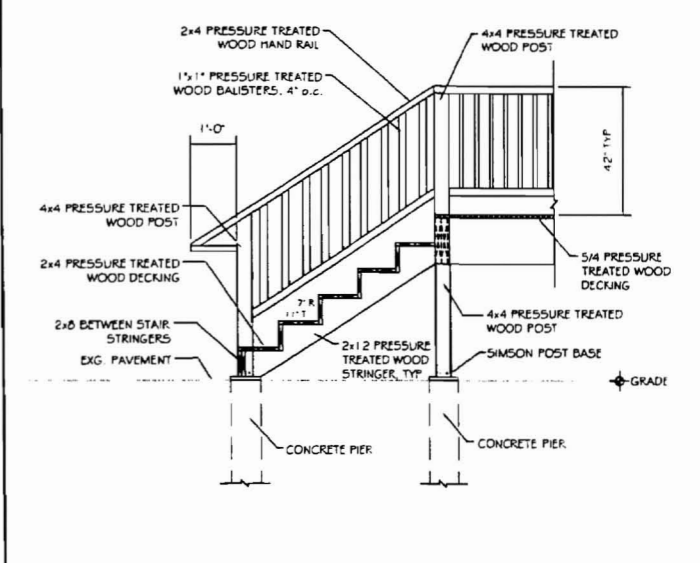 2x4 PRESSURE TREATED
WOOD HAND RAIL
4x4 PRESSURE TREATED
WOOD POST
1"x1" PRESSURE TREATED
WOOD BALISTERS, 4" o.c.
1'-0"
42" TYP
4x4 PRESSURE TREATED
WOOD POST
2x4 PRESSURE TREATED
WOOD DECKING
5/4 PRESSURE
TREATED WOOD
DECKING
7" R
11" T
2x8 BETWEEN STAIR
STRINGERS
4x4 PRESSURE TREATED
WOOD POST
2x12 PRESSURE
TREATED WOOD
STRINGER, TYP
SIMSON POST BASE
EXG. PAVEMENT
GRADE
CONCRETE PIER
CONCRETE PIER